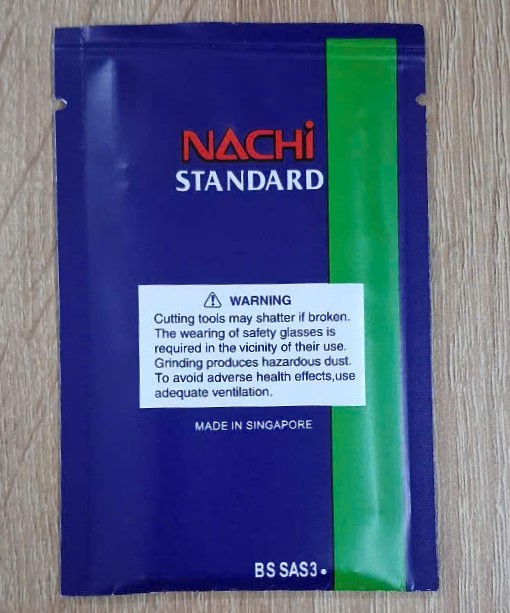 NACHi
STANDARD
⚠ WARNING
Cutting tools may shatter if broken.
The wearing of safety glasses is
required in the vicinity of their use.
Grinding produces hazardous dust.
To avoid adverse health effects,use
adequate ventilation.
MADE IN SINGAPORE
BS SAS3•